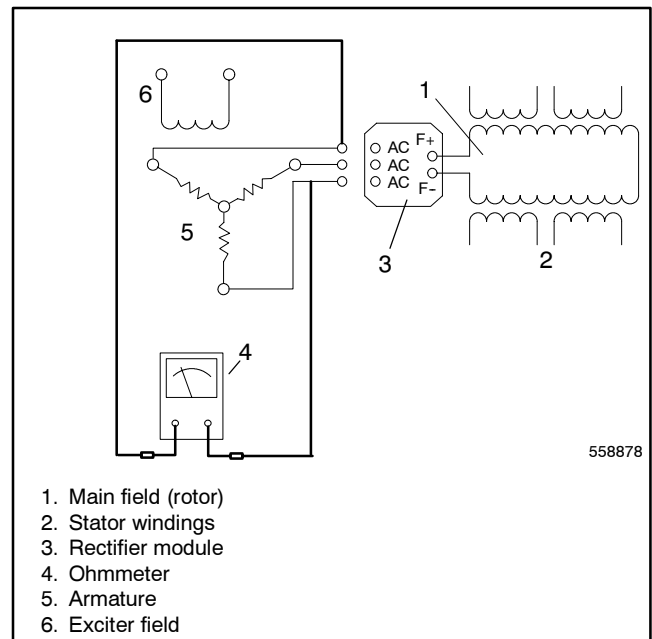 6
1
AC F+
AC
AC
F-
5
3
2
4
558878
1. Main field (rotor)
2. Stator windings
3. Rectifier module
4. Ohmmeter
5. Armature
6. Exciter field